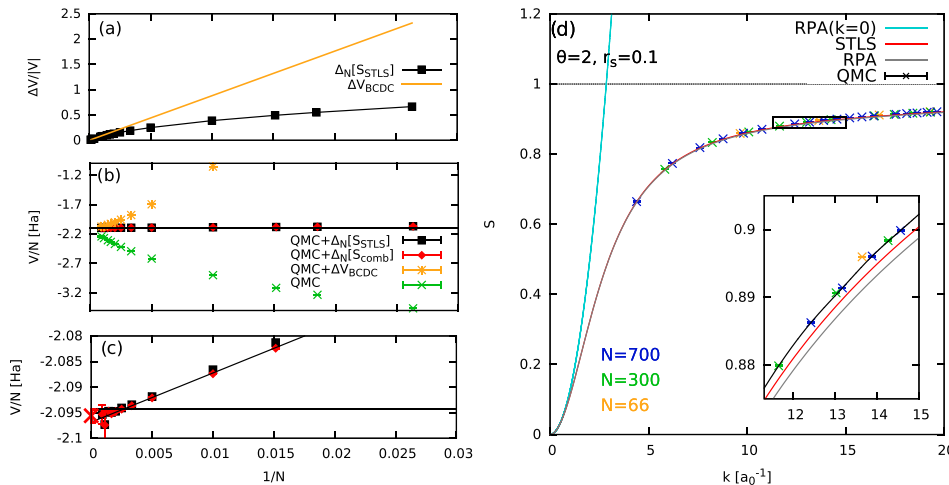 (a)
ΔV/|V|
2.5
2
1.5
1
0.5
0
Δ_N[S_STLS]
ΔV_BCDC
(b)
V/N [Ha]
-1.2
-1.7
-2.2
-2.7
-3.2
QMC+Δ_N[S_STLS]
QMC+Δ_N[S_comb]
QMC+ΔV_BCDC
QMC
(c)
V/N [Ha]
-2.08
-2.085
-2.09
-2.095
-2.1
0 0.005 0.01 0.015 0.02 0.025 0.03
1/N
(d)
θ=2, r_s=0.1
RPA(k=0)
STLS
RPA
QMC
S
1.2
1
0.8
0.6
0.4
0.2
0
N=700
N=300
N=66
0.9
0.89
0.88
12 13 14 15
0 5 10 15 20
k [a_0^-1]